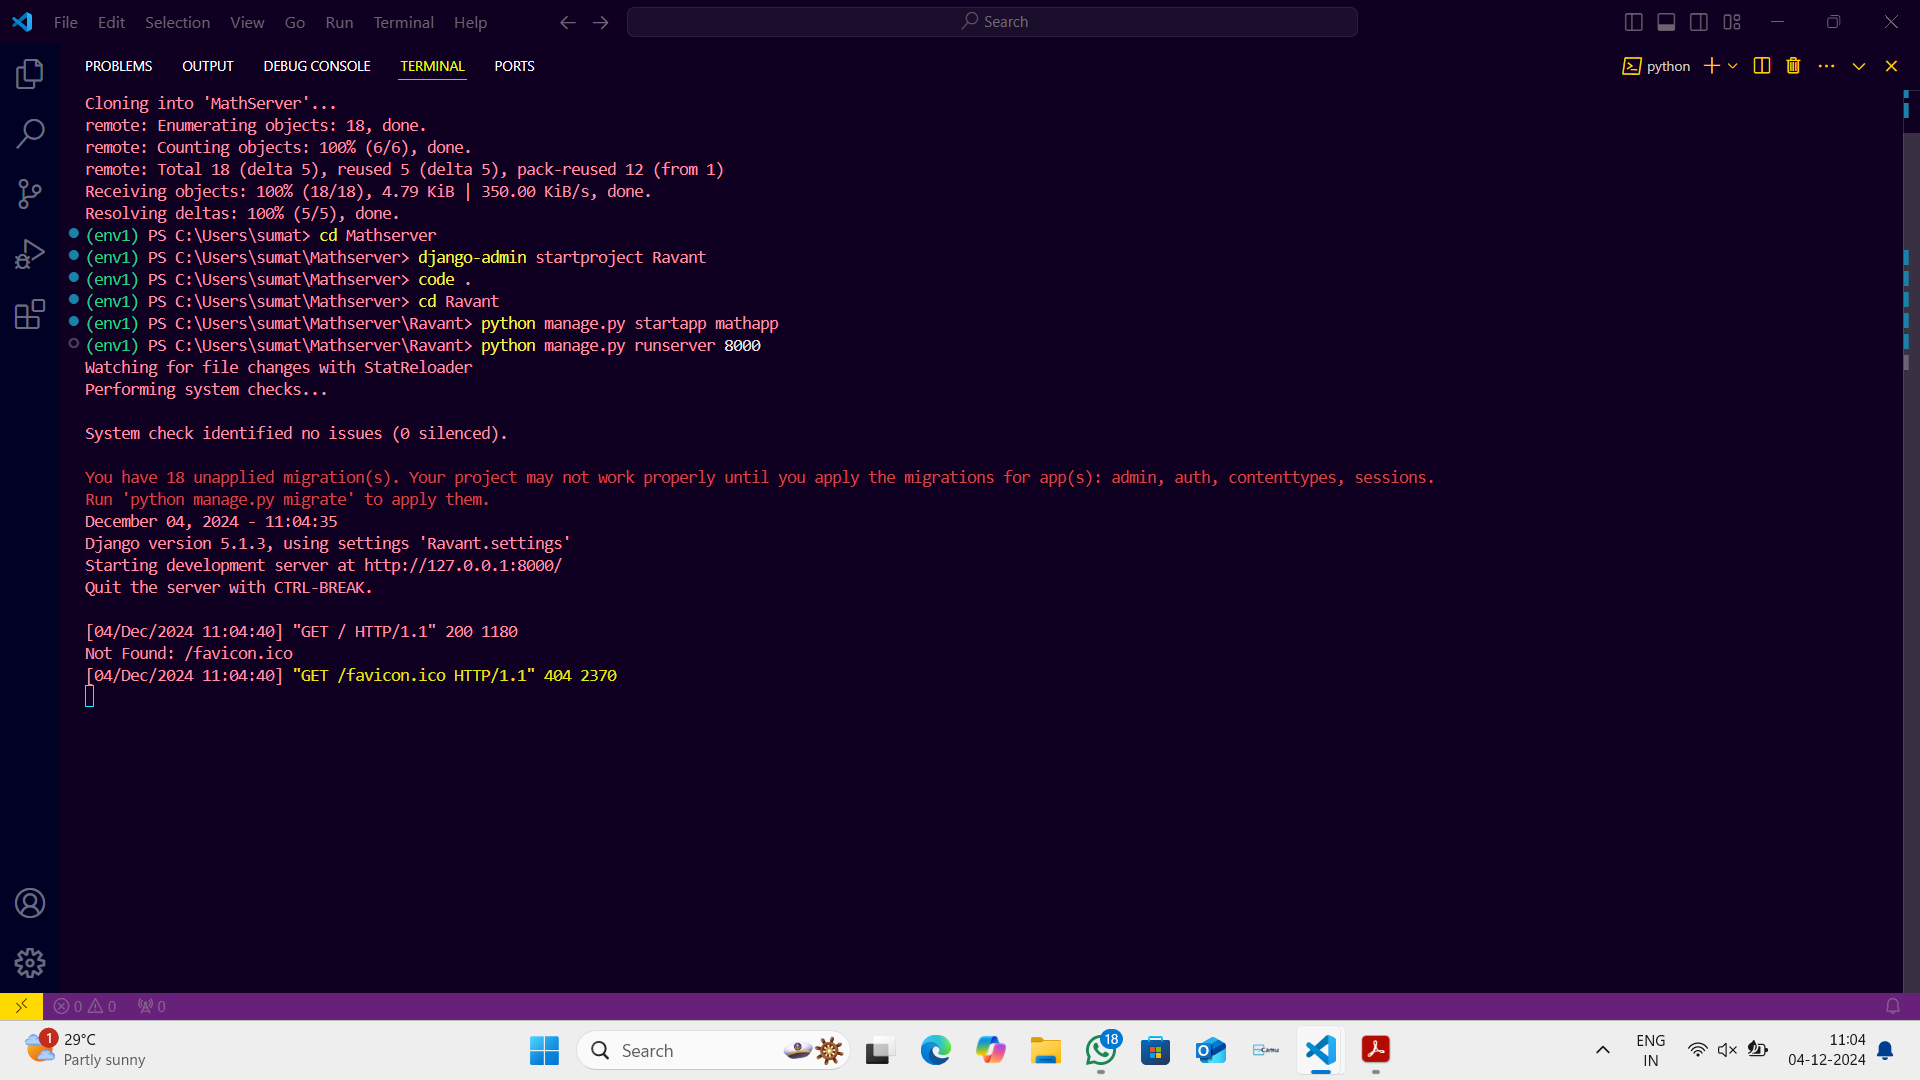 File Edit Selection View Go Run Terminal Help Search
PROBLEMS OUTPUT DEBUG CONSOLE TERMINAL PORTS python
Cloning into 'MathServer'...
remote: Enumerating objects: 18, done.
remote: Counting objects: 100% (6/6), done.
remote: Total 18 (delta 5), reused 5 (delta 5), pack-reused 12 (from 1)
Receiving objects: 100% (18/18), 4.79 KiB | 350.00 KiB/s, done.
Resolving deltas: 100% (5/5), done.
(env1) PS C:\Users\sumat> cd Mathserver
(env1) PS C:\Users\sumat\Mathserver> django-admin startproject Ravant
(env1) PS C:\Users\sumat\Mathserver> code .
(env1) PS C:\Users\sumat\Mathserver> cd Ravant
(env1) PS C:\Users\sumat\Mathserver\Ravant> python manage.py startapp mathapp
(env1) PS C:\Users\sumat\Mathserver\Ravant> python manage.py runserver 8000
Watching for file changes with StatReloader
Performing system checks...
System check identified no issues (0 silenced).
You have 18 unapplied migration(s). Your project may not work properly until you apply the migrations for app(s): admin, auth, contenttypes, sessions.
Run 'python manage.py migrate' to apply them.
December 04, 2024 - 11:04:35
Django version 5.1.3, using settings 'Ravant.settings'
Starting development server at http://127.0.0.1:8000/
Quit the server with CTRL-BREAK.
[04/Dec/2024 11:04:40] "GET / HTTP/1.1" 200 1180
Not Found: /favicon.ico
[04/Dec/2024 11:04:40] "GET /favicon.ico HTTP/1.1" 404 2370
0 0 0
1 29°C
Partly sunny
Search
18
Camu
ENG
IN
11:04
04-12-2024